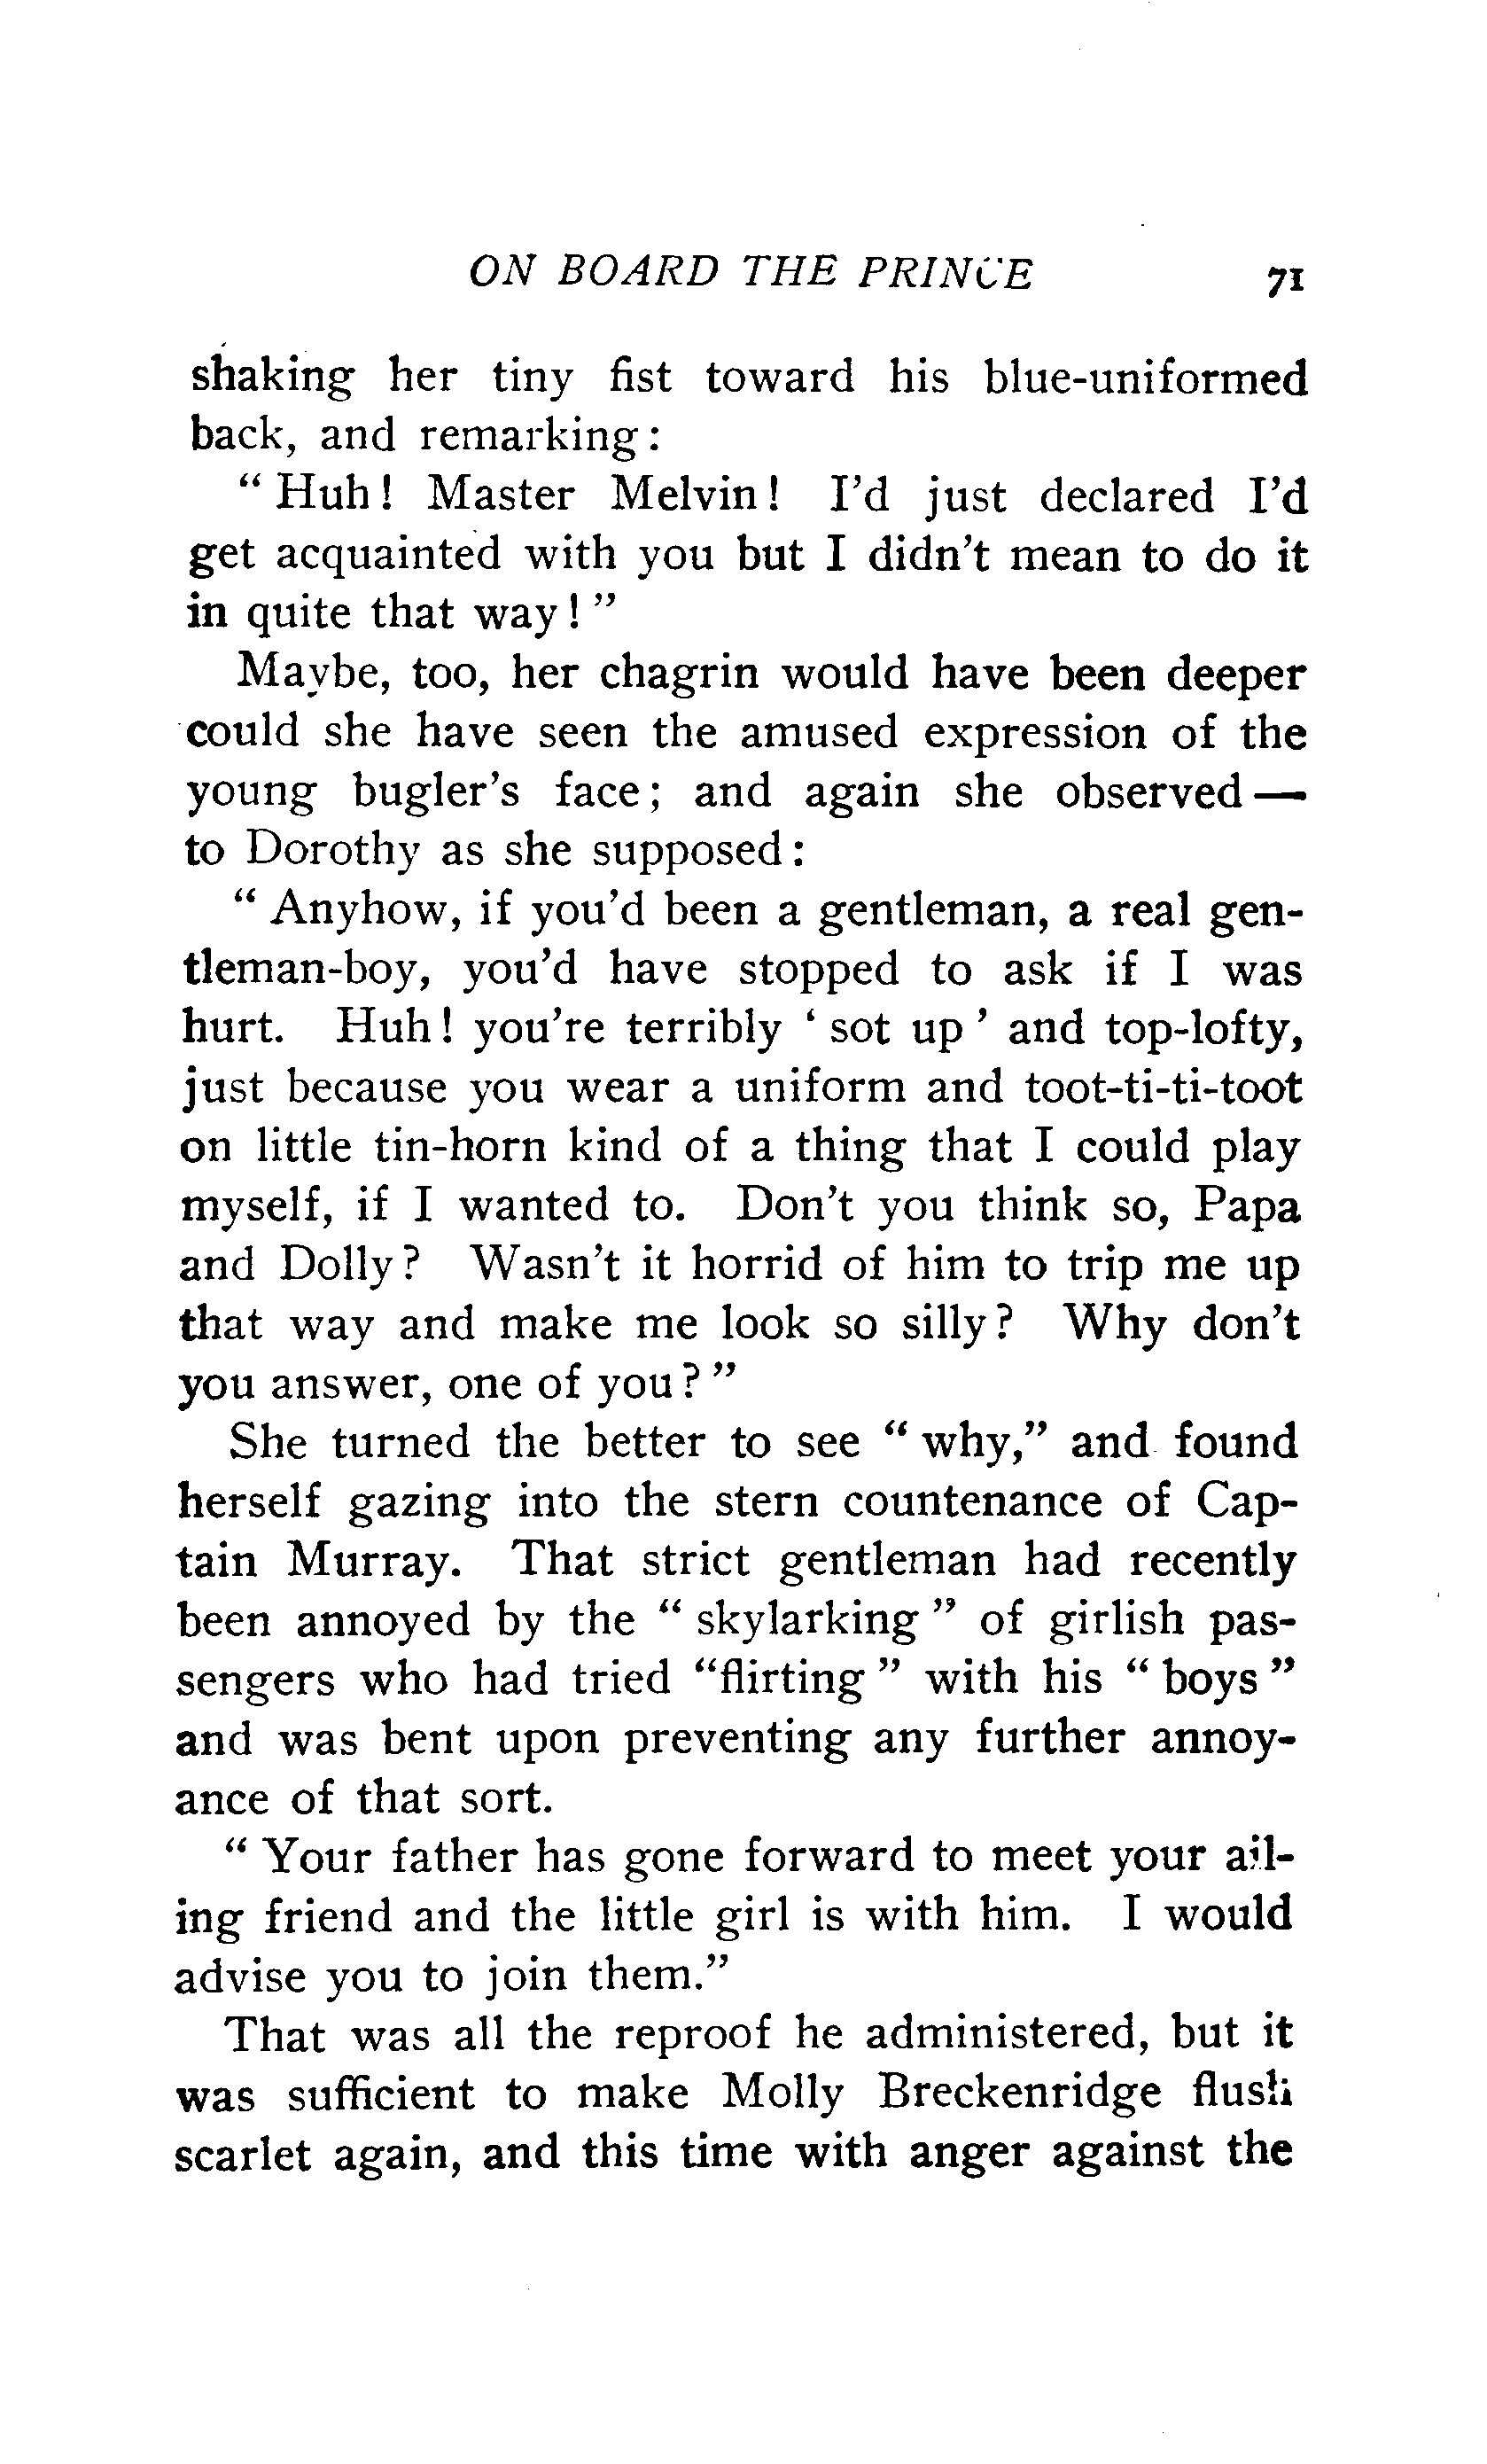 ON BOARD THE PRINCE 71
shaking her tiny fist toward his blue-uniformed
back, and remarking:
"Huh! Master Melvin! I'd just declared I'd
get acquainted with you but I didn't mean to do it
in quite that way!"
Maybe, too, her chagrin would have been deeper
could she have seen the amused expression of the
young bugler's face; and again she observed—
to Dorothy as she supposed:
"Anyhow, if you'd been a gentleman, a real gen-
tleman-boy, you'd have stopped to ask if I was
hurt. Huh! you're terribly 'sot up' and top-lofty,
just because you wear a uniform and toot-ti-ti-toot
on little tin-horn kind of a thing that I could play
myself, if I wanted to. Don't you think so, Papa
and Dolly? Wasn't it horrid of him to trip me up
that way and make me look so silly? Why don't
you answer, one of you?"
She turned the better to see "why," and found
herself gazing into the stern countenance of Cap-
tain Murray. That strict gentleman had recently
been annoyed by the "skylarking" of girlish pas-
sengers who had tried "flirting" with his "boys"
and was bent upon preventing any further annoy-
ance of that sort.
"Your father has gone forward to meet your ail-
ing friend and the little girl is with him. I would
advise you to join them."
That was all the reproof he administered, but it
was sufficient to make Molly Breckenridge flush
scarlet again, and this time with anger against the